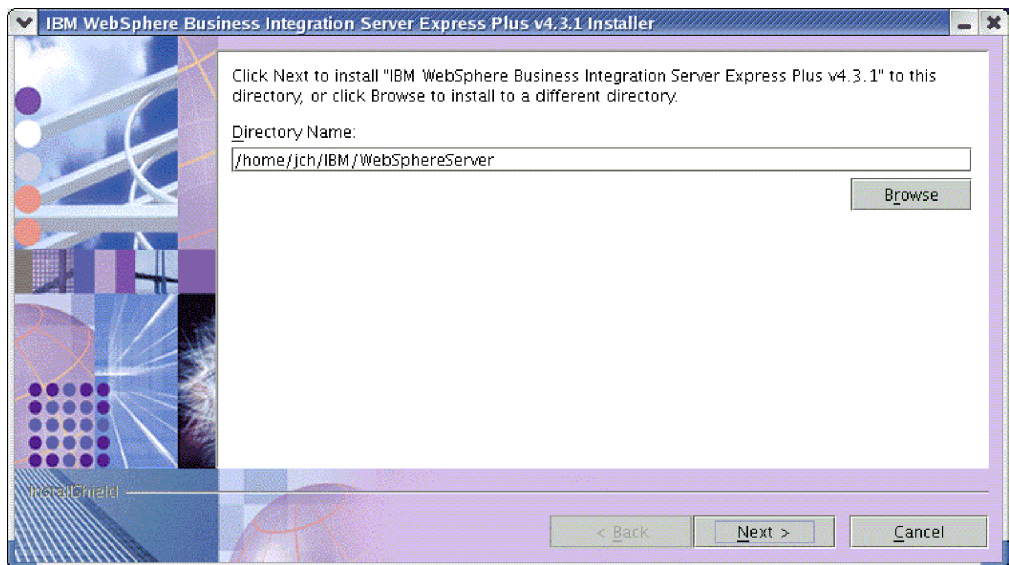 IBM WebSphere Business Integration Server Express Plus v4.3.1 Installer
Click Next to install "IBM WebSphere Business Integration Server Express Plus v4.3.1" to this
directory, or click Browse to install to a different directory.
Directory Name:
/home/jch/IBM/WebSphereServer
Browse
InstallShield
< Back
Next >
Cancel